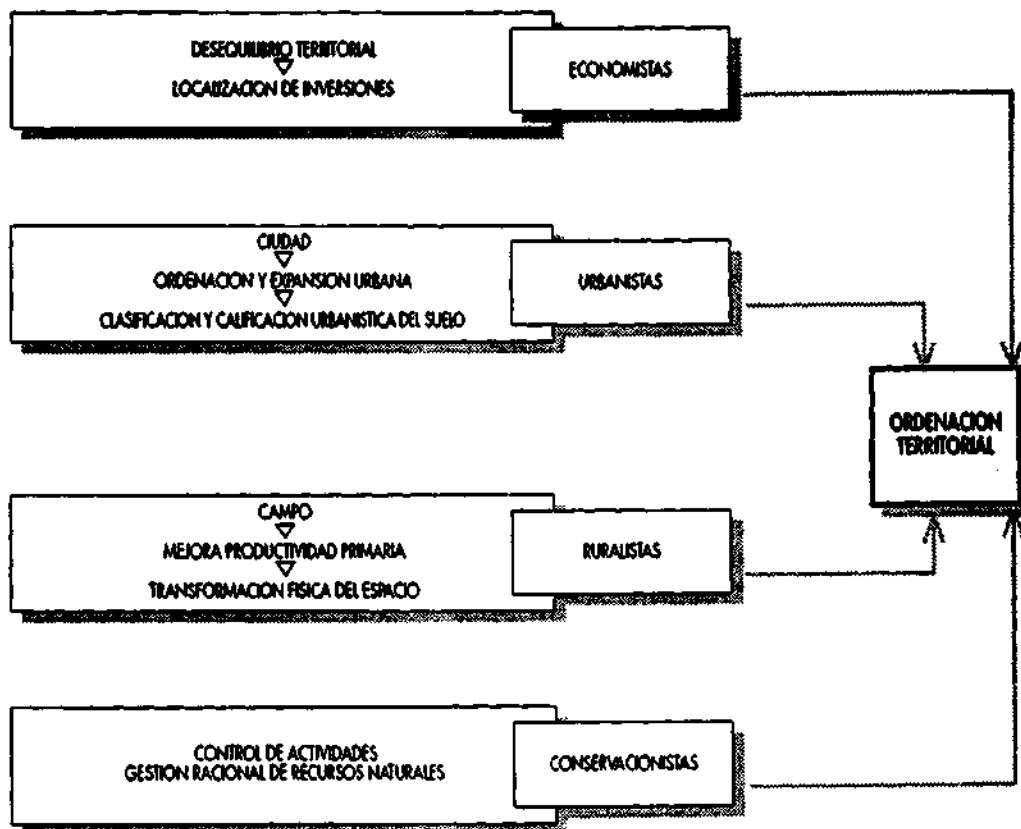 DESEQUILIBRIO TERRITORIAL
LOCALIZACION DE INVERSIONES
ECONOMISTAS
CIUDAD
ORDENACION Y EXPANSION URBANA
CLASIFICACION Y CALIFICACION URBANISTICA DEL SUELO
URBANISTAS
ORDENACION
TERRITORIAL
CAMPO
MEJORA PRODUCTIVIDAD PRIMARIA
TRANSFORMACION FISICA DEL ESPACIO
RURALISTAS
CONTROL DE ACTIVIDADES
GESTION RACIONAL DE RECURSOS NATURALES
CONSERVACIONISTAS